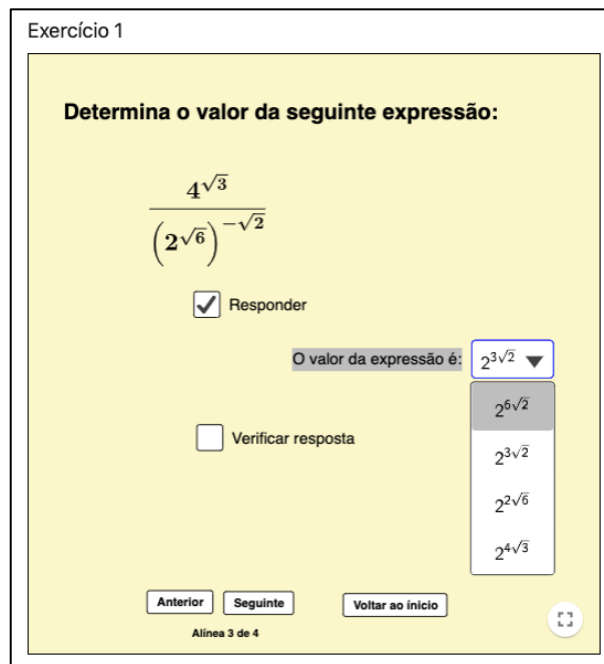 Exercício 1
Determina o valor da seguinte expressão:
4^{√3}
(2^{√6})^{-√2}
Responder
O valor da expressão é: 2^{3√2}
2^{6√2}
Verificar resposta
2^{3√2}
2^{2√6}
2^{4√3}
Anterior Seguinte Voltar ao ínicio
Alínea 3 de 4